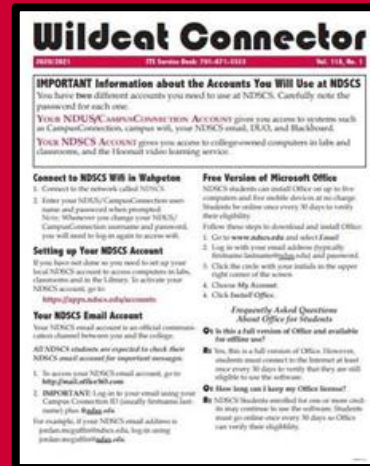 Wildcat Connector
2020/2021 ITS Service Desk: 701-671-3333 Vol. 118, No. 1
IMPORTANT Information about the Accounts You Will Use at NDSCS
You have two different accounts you need to use at NDSCS. Carefully note the
password for each one.
YOUR NDUS/CAMPUSCONNECTION ACCOUNT gives you access to systems such
as CampusConnection, campus wifi, your NDSCS email, DUO, and Blackboard.
YOUR NDSCS ACCOUNT gives you access to college-owned computers in labs and
classrooms, and the Hoonuit video learning service.
Connect to NDSCS Wifi in Wahpeton
1. Connect to the network called NDSCS.
2. Enter your NDUS/CampusConnection user-
name and password when prompted.
Note: Whenever you change your NDUS/
CampusConnection username and password,
you will need to log-in again to access wifi.
Setting up Your NDSCS Account
If you have not done so you need to set up your
local NDSCS account to access computers in labs,
classrooms and in the Library. To activate your
NDSCS account, go to:
https://apps.ndscs.edu/accounts
Your NDSCS Email Account
Your NDSCS email account is an official communi-
cation channel between you and the college.
All NDSCS students are expected to check their
NDSCS email account for important messages.
1. To access your NDSCS email account, go to
http://mail.office365.com
2. IMPORTANT: Log-in to your email using your
Campus Connection ID (usually firstname.last-
name) plus @ndus.edu.
For example, if your NDSCS email address is
jordan.mcguffin@ndscs.edu, log-in using
jordan.mcguffin@ndus.edu.
Free Version of Microsoft Office
NDSCS students can install Office on up to five
computers and five mobile devices at no charge.
Students be online once every 30 days to verify
their eligibility.
Follow these steps to download and install Office:
1. Go to www.ndscs.edu and select Email
2. Log in with your email address (typically
firstname.lastname@ndus.edu) and password.
3. Click the circle with your initials in the upper
right corner of the screen.
4. Choose My Account.
6. Click Install Office.
Frequently Asked Questions
About Office for Students
Q: Is this a full version of Office and available
for offline use?
A: Yes, this is a full version of Office. However,
students must connect to the Internet at least
once every 30 days to verify that they are still
eligible to use the software.
Q: How long can I keep my Office license?
A: NDSCS Students enrolled for one or more cred-
its may continue to use the software. Students
must go online once every 30 days so Office
can verify their eligibility.